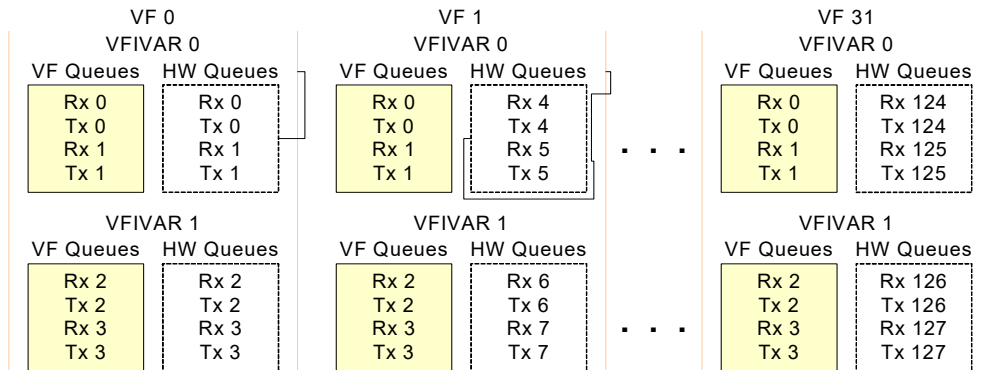 VF 0 VF 1 VF 31
VFIVAR 0 VFIVAR 0 VFIVAR 0
VF Queues HW Queues VF Queues HW Queues VF Queues HW Queues
Rx 0 Rx 0 Rx 0 Rx 4 Rx 0 Rx 124
Tx 0 Tx 0 Tx 0 Tx 4 Tx 0 Tx 124
Rx 1 Rx 1 Rx 1 Rx 5 . . . Rx 1 Rx 125
Tx 1 Tx 1 Tx 1 Tx 5 Tx 1 Tx 125
VFIVAR 1 VFIVAR 1 VFIVAR 1
VF Queues HW Queues VF Queues HW Queues VF Queues HW Queues
Rx 2 Rx 2 Rx 2 Rx 6 Rx 2 Rx 126
Tx 2 Tx 2 Tx 2 Tx 6 Tx 2 Tx 126
Rx 3 Rx 3 Rx 3 Rx 7 . . . Rx 3 Rx 127
Tx 3 Tx 3 Tx 3 Tx 7 Tx 3 Tx 127